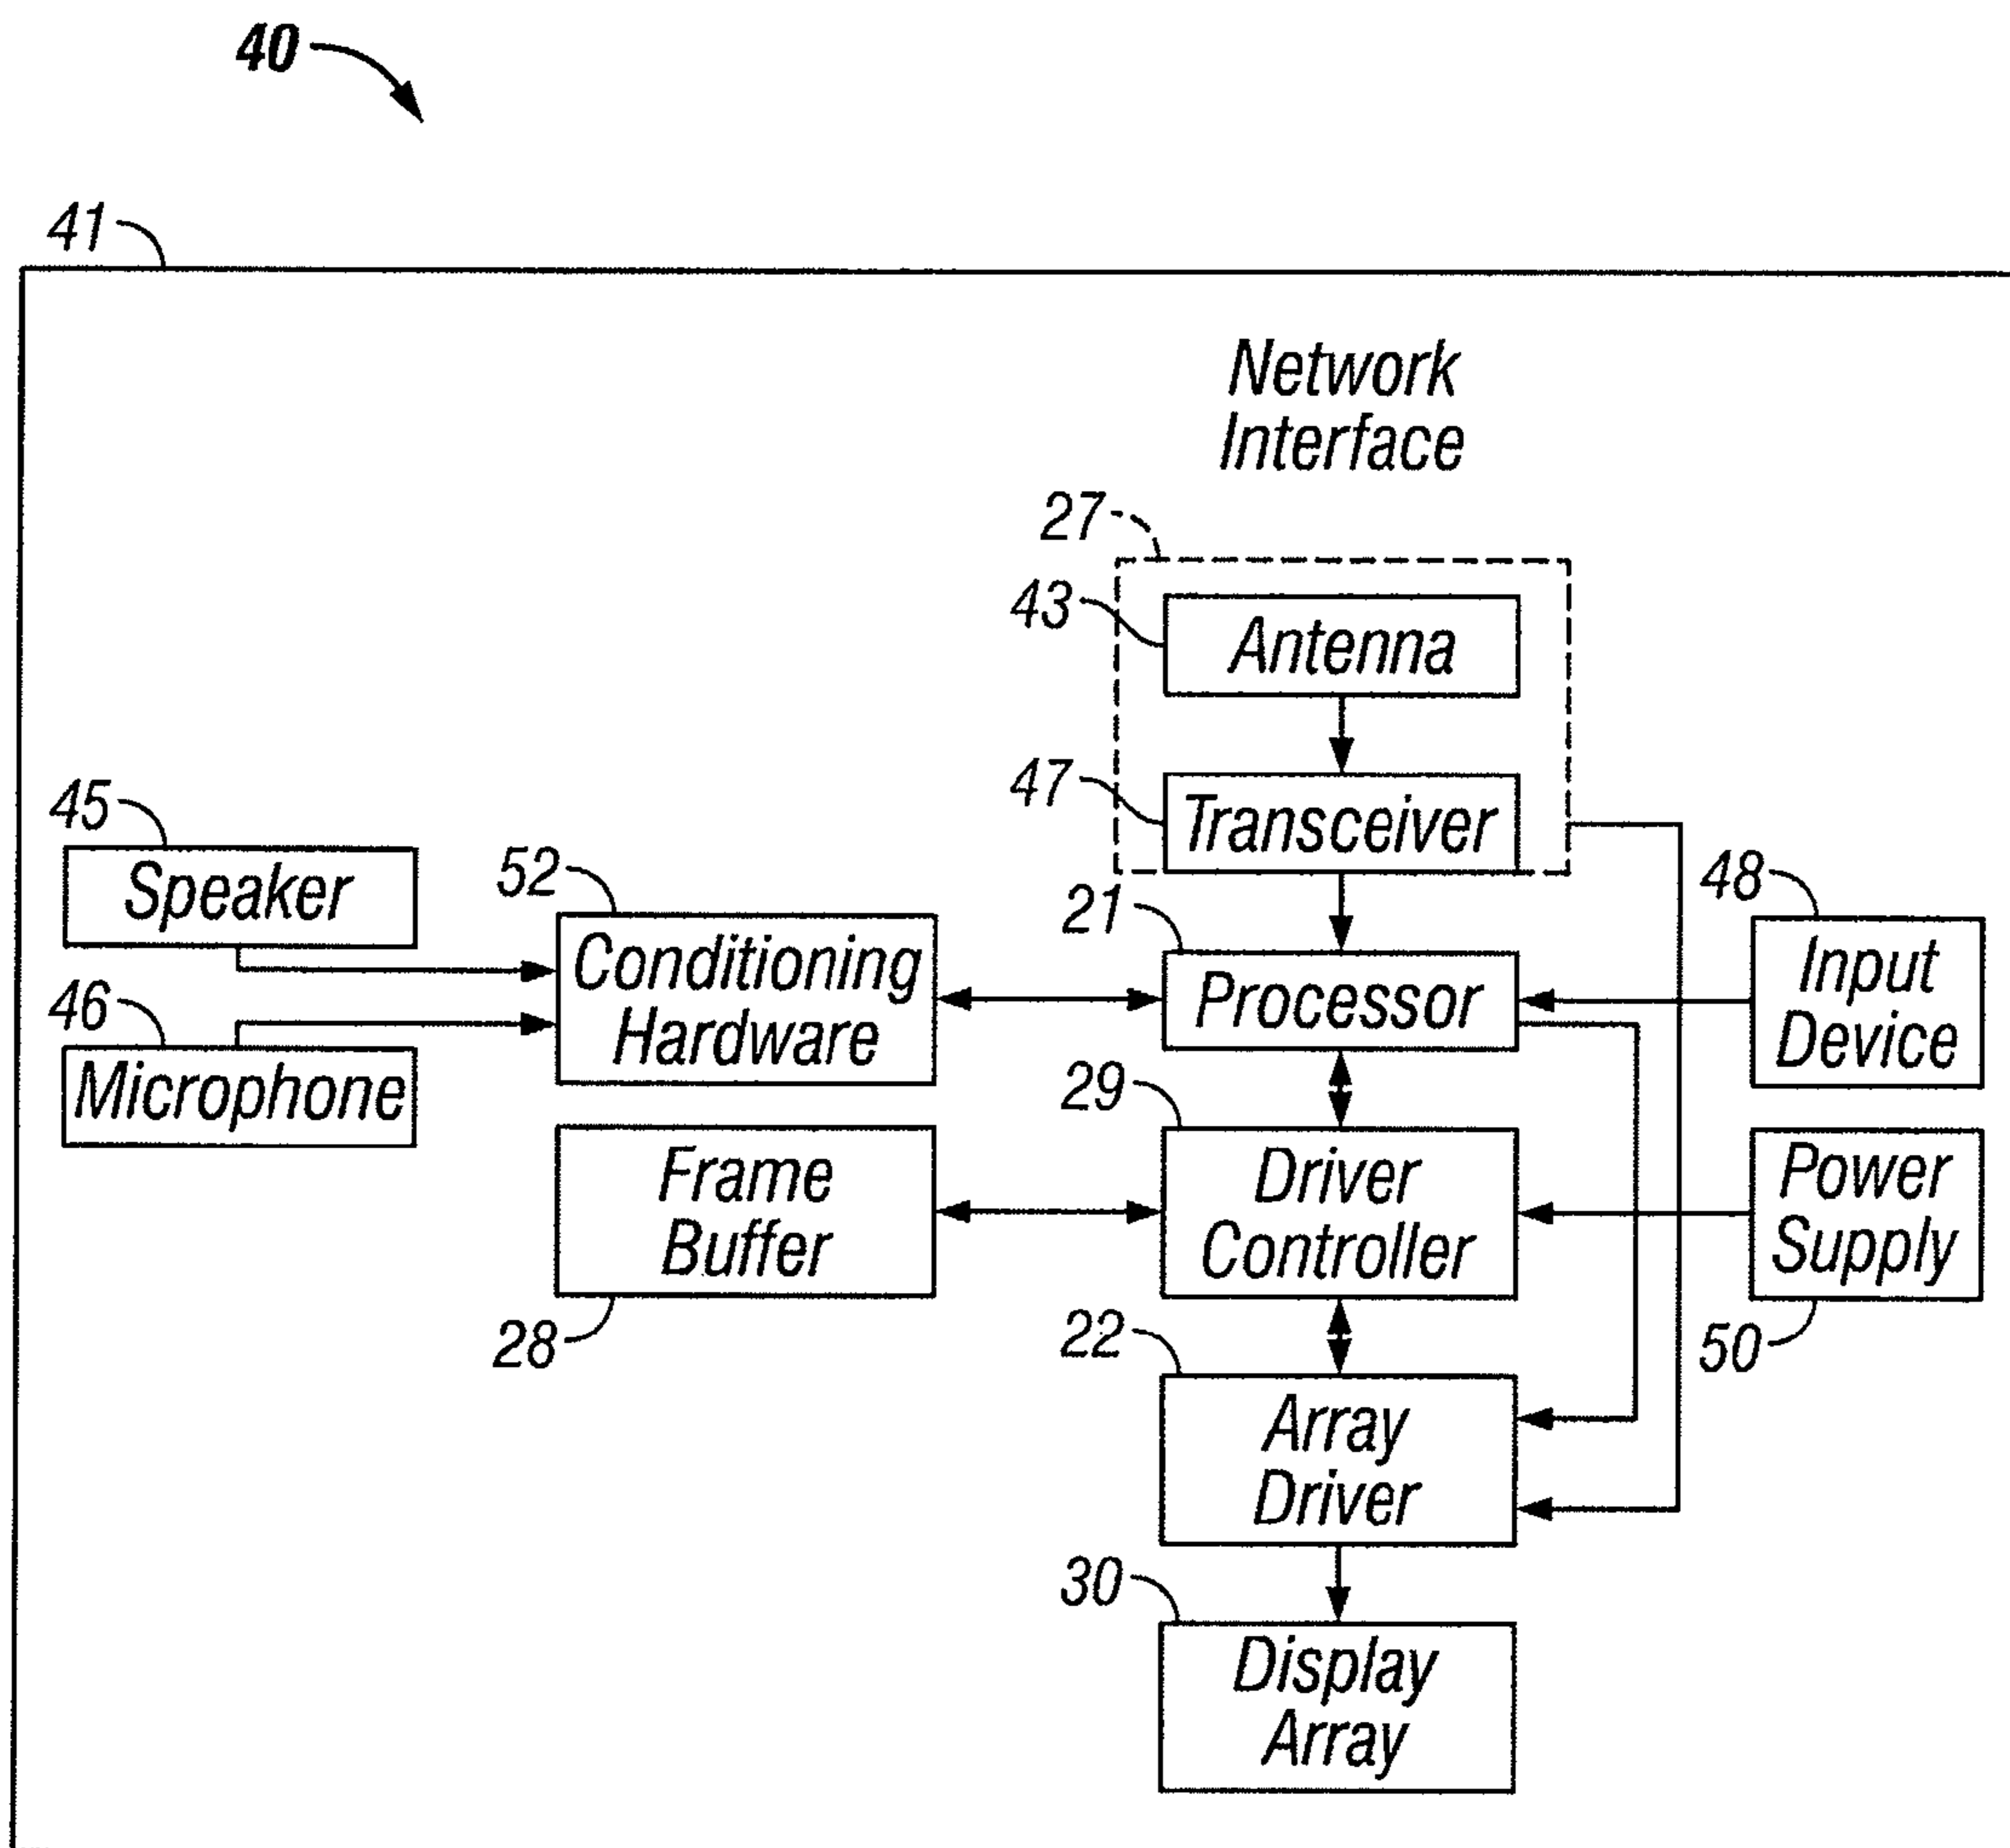 40
41
Network
Interface
27
43
Antenna
47
Transceiver
45
Speaker
52
Conditioning
Hardware
21
Processor
48
Input
Device
46
Microphone
29
Driver
Controller
Frame
Buffer
28
Power
Supply
50
22
Array
Driver
30
Display
Array